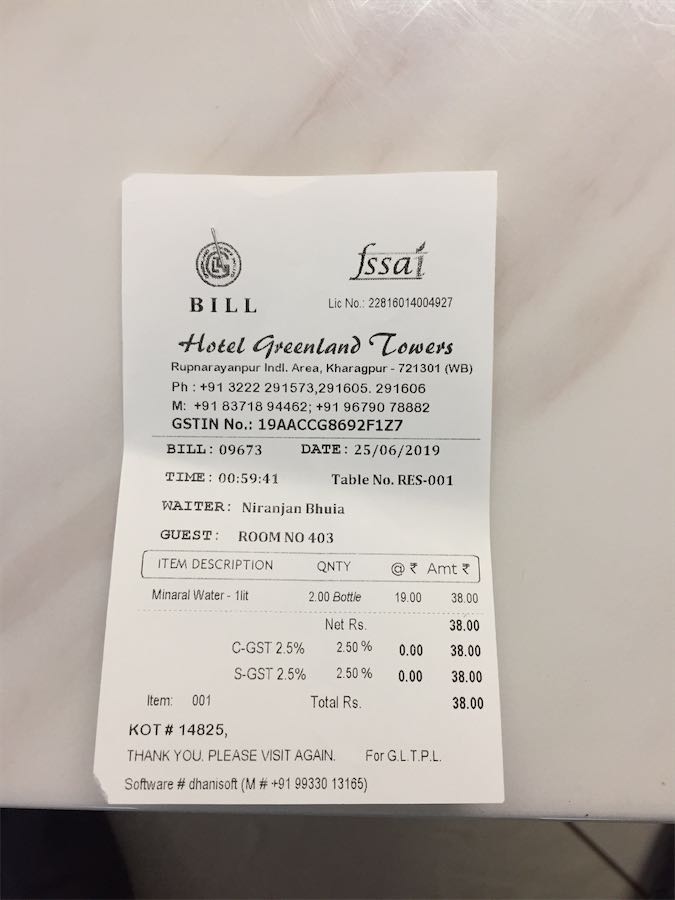 BILL
fssai
Lic No.: 22816014004927
Hotel Greenland Towers
Rupnarayanpur Indl. Area, Kharagpur - 721301 (WB)
Ph : +91 3222 291573,291605. 291606
M: +91 83718 94462; +91 96790 78882
GSTIN No.: 19AACCG8692F1Z7
BILL: 09673 DATE: 25/06/2019
TIME: 00:59:41 Table No. RES-001
WAITER: Niranjan Bhuia
GUEST: ROOM NO 403
ITEM DESCRIPTION QNTY @ ₹ Amt ₹
Minaral Water - 1lit 2.00 Bottle 19.00 38.00
Net Rs. 38.00
C-GST 2.5% 2.50 % 0.00 38.00
S-GST 2.5% 2.50 % 0.00 38.00
Item: 001 Total Rs. 38.00
KOT # 14825,
THANK YOU. PLEASE VISIT AGAIN. For G.L.T.P.L.
Software # dhanisoft (M # +91 99330 13165)